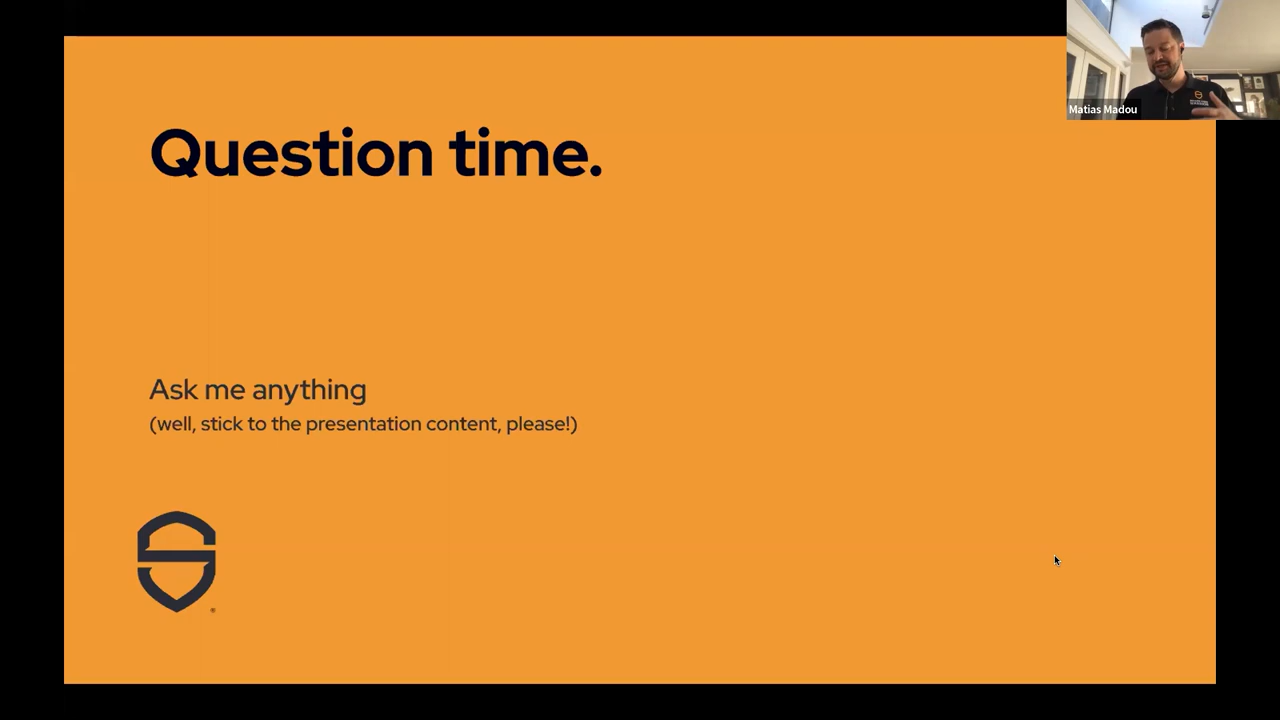 Question time.
Matias Madou
Ask me anything
(well, stick to the presentation content, please!)
®